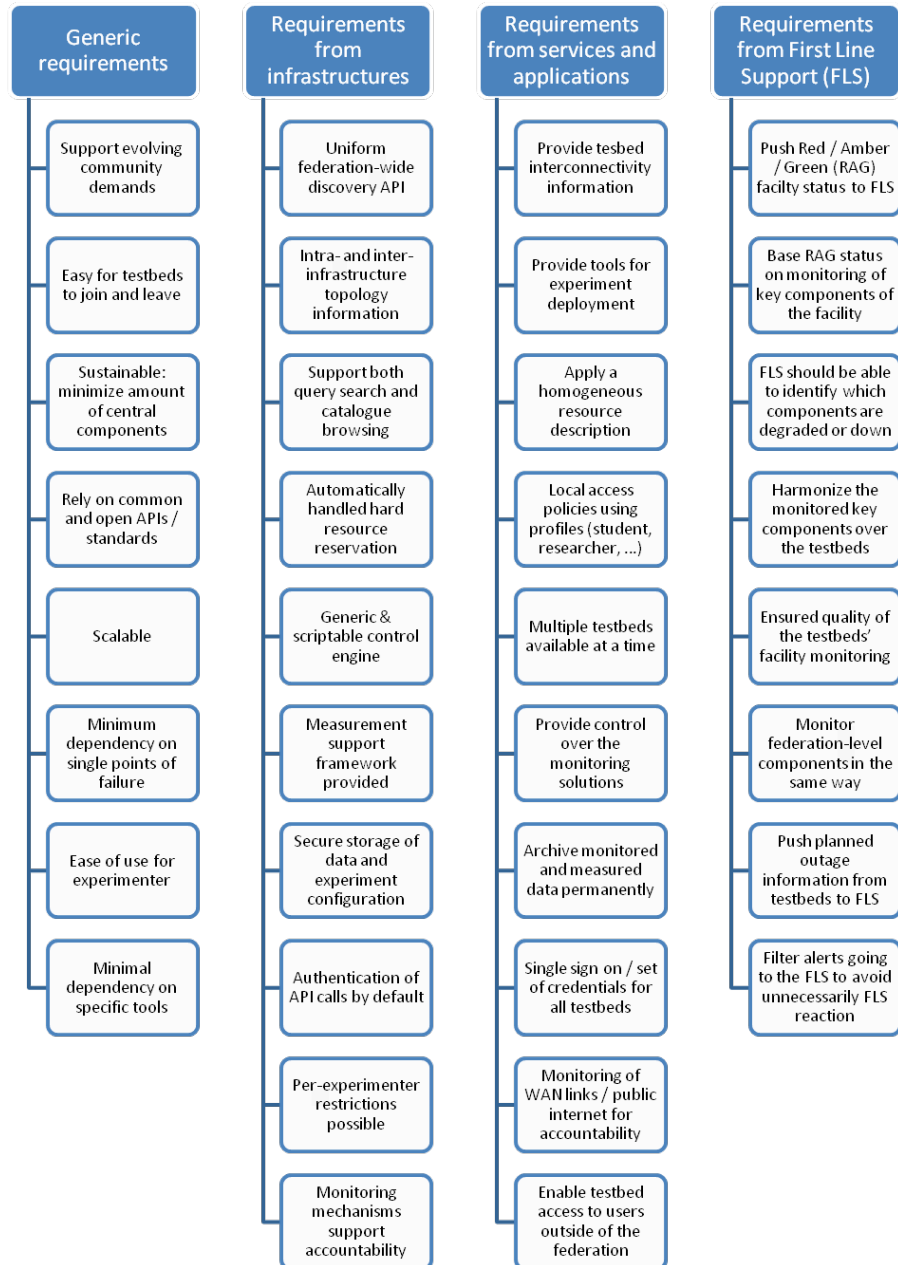 Generic
requirements
Support evolving
community
demands
Easy for testbeds
to join and leave
Sustainable:
minimize amount
of central
components
Rely on common
and open APIs /
standards
Scalable
Minimum
dependency on
single points of
failure
Ease of use for
experimenter
Minimal
dependency on
specific tools
Requirements
from
infrastructures
Uniform
federation-wide
discovery API
Intra- and inter-
infrastructure
topology
information
Support both
query search and
catalogue
browsing
Automatically
handled hard
resource
reservation
Generic &
scriptable control
engine
Measurement
support
framework
provided
Secure storage of
data and
experiment
configuration
Authentication of
API calls by default
Per-experimenter
restrictions
possible
Monitoring
mechanisms
support
accountability
Requirements
from services and
applications
Provide tesbed
interconnectivity
information
Provide tools for
experiment
deployment
Apply a
homogeneous
resource
description
Local access
policies using
profiles (student,
researcher, ...)
Multiple testbeds
available at a time
Provide control
over the
monitoring
solutions
Archive monitored
and measured
data permanently
Single sign on / set
of credentials for
all testbeds
Monitoring of
WAN links / public
internet for
accountability
Enable testbed
access to users
outside of the
federation
Requirements
from First Line
Support (FLS)
Push Red / Amber
/ Green (RAG)
facilty status to FLS
Base RAG status
on monitoring of
key components of
the facility
FLS should be able
to identify which
components are
degraded or down
Harmonize the
monitored key
components over
the testbeds
Ensured quality of
the testbeds'
facility monitoring
Monitor
federation-level
components in the
same way
Push planned
outage
information from
testbeds to FLS
Filter alerts going
to the FLS to avoid
unnecessarily FLS
reaction